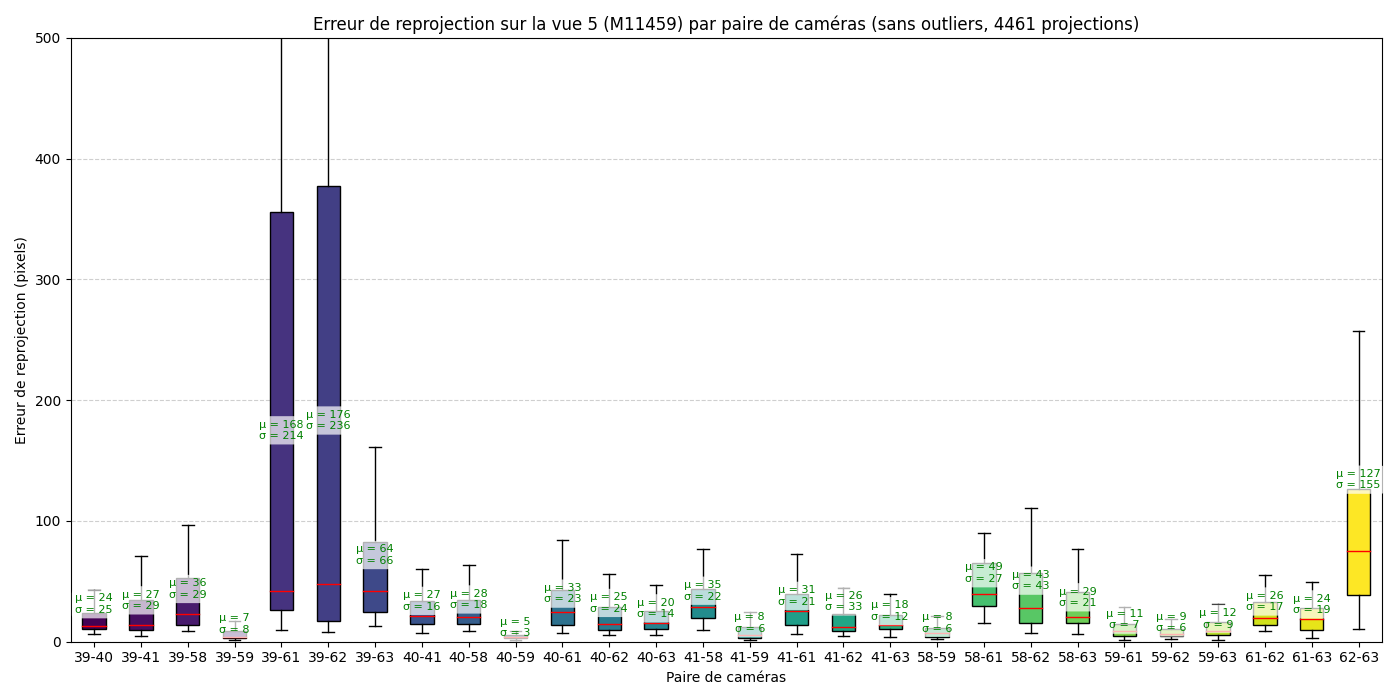 Erreur de reprojection sur la vue 5 (M11459) par paire de caméras (sans outliers, 4461 projections)
Erreur de reprojection (pixels)
500
400
300
200
100
0
μ = 24
σ = 25
μ = 27
σ = 29
μ = 36
σ = 29
μ = 7
σ = 8
μ = 168
σ = 214
μ = 176
σ = 236
μ = 64
σ = 66
μ = 27
σ = 16
μ = 28
σ = 18
μ = 5
σ = 3
μ = 33
σ = 23
μ = 25
σ = 24
μ = 20
σ = 14
μ = 35
σ = 22
μ = 8
σ = 6
μ = 31
σ = 21
μ = 26
σ = 33
μ = 18
σ = 12
μ = 8
σ = 6
μ = 49
σ = 27
μ = 43
σ = 43
μ = 29
σ = 21
μ = 11
σ = 7
μ = 9
σ = 6
μ = 12
σ = 9
μ = 26
σ = 17
μ = 24
σ = 19
μ = 127
σ = 155
39-40 39-41 39-58 39-59 39-61 39-62 39-63 40-41 40-58 40-59 40-61 40-62 40-63 41-58 41-59 41-61 41-62 41-63 58-59 58-61 58-62 58-63 59-61 59-62 59-63 61-62 61-63 62-63
Paire de caméras